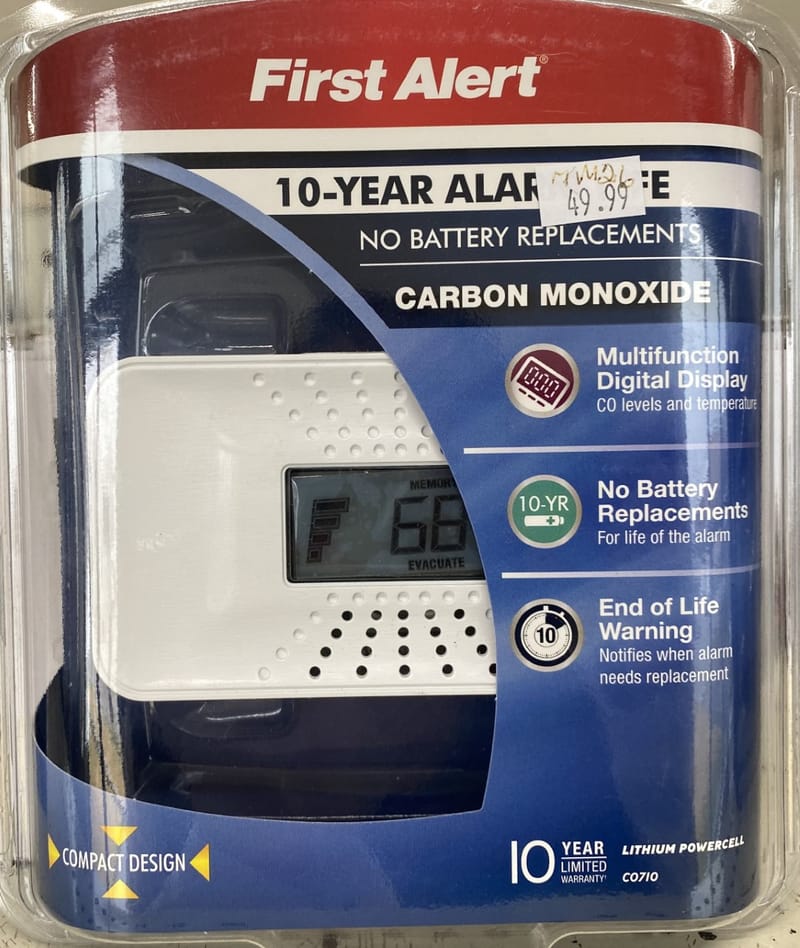 First Alert®
10-YEAR ALAR FE
49.99
NO BATTERY REPLACEMENTS
CARBON MONOXIDE
000
Multifunction
Digital Display
CO levels and temperature
MEMORY
68
EVACUATE
10-YR
No Battery
Replacements
For life of the alarm
10
End of Life
Warning
Notifies when alarm
needs replacement
COMPACT DESIGN
10 YEAR
LIMITED
WARRANTY†
LITHIUM POWERCELL
CO710